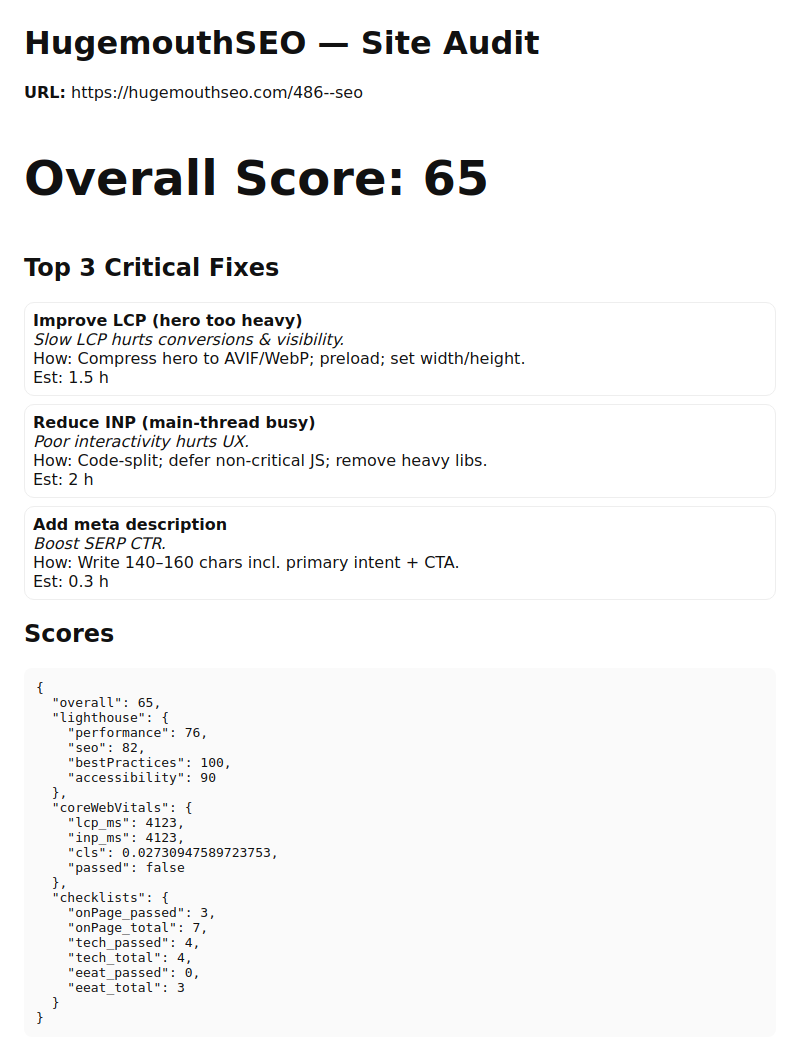 HugemouthSEO — Site Audit
URL: https://hugemouthseo.com/486--seo
Overall Score: 65
Top 3 Critical Fixes
Improve LCP (hero too heavy)
Slow LCP hurts conversions & visibility.
How: Compress hero to AVIF/WebP; preload; set width/height.
Est: 1.5 h
Reduce INP (main-thread busy)
Poor interactivity hurts UX.
How: Code-split; defer non-critical JS; remove heavy libs.
Est: 2 h
Add meta description
Boost SERP CTR.
How: Write 140–160 chars incl. primary intent + CTA.
Est: 0.3 h
Scores
{
  "overall": 65,
  "lighthouse": {
    "performance": 76,
    "seo": 82,
    "bestPractices": 100,
    "accessibility": 90
  },
  "coreWebVitals": {
    "lcp_ms": 4123,
    "inp_ms": 4123,
    "cls": 0.02730947589723753,
    "passed": false
  },
  "checklists": {
    "onPage_passed": 3,
    "onPage_total": 7,
    "tech_passed": 4,
    "tech_total": 4,
    "eeat_passed": 0,
    "eeat_total": 3
  }
}